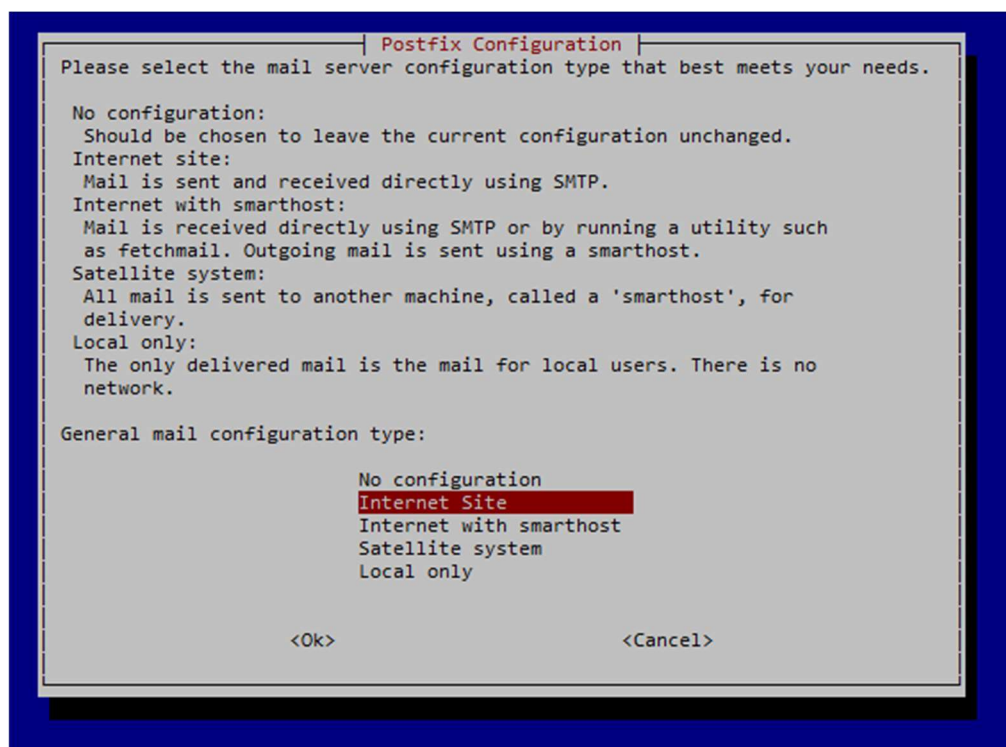 Postfix Configuration
Please select the mail server configuration type that best meets your needs.
No configuration:
Should be chosen to leave the current configuration unchanged.
Internet site:
Mail is sent and received directly using SMTP.
Internet with smarthost:
Mail is received directly using SMTP or by running a utility such
as fetchmail. Outgoing mail is sent using a smarthost.
Satellite system:
All mail is sent to another machine, called a 'smarthost', for
delivery.
Local only:
The only delivered mail is the mail for local users. There is no
network.
General mail configuration type:
No configuration
Internet Site
Internet with smarthost
Satellite system
Local only
<Ok> <Cancel>